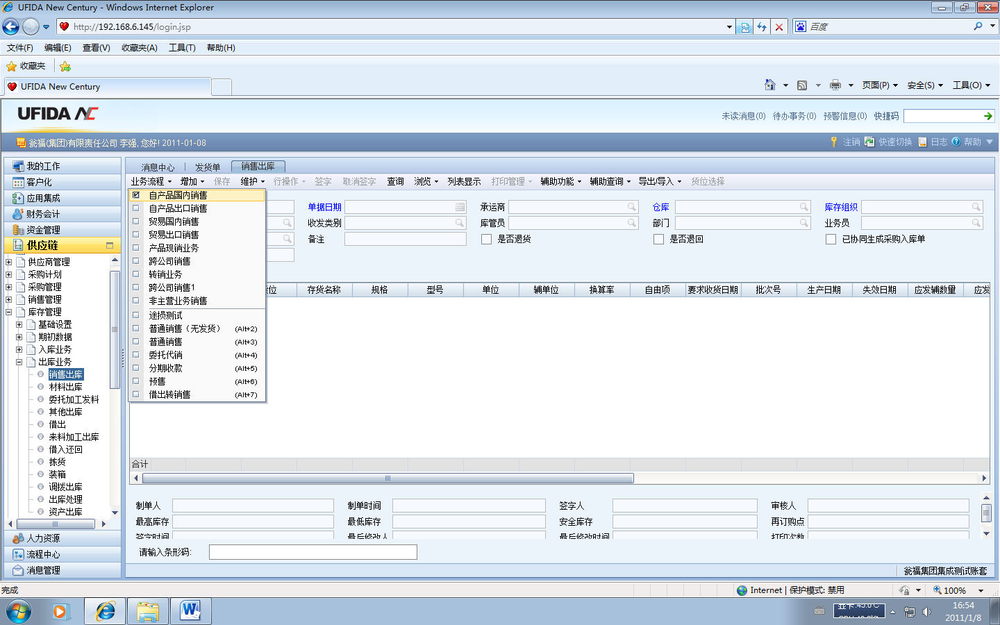 UFIDA New Century - Windows Internet Explorer
http://192.168.6.145/login.jsp
百度
文件(F) 编辑(E) 查看(V) 收藏夹(A) 工具(T) 帮助(H)
收藏夹
UFIDA New Century
页面(P) 安全(S) 工具(O)
UFIDA NC
未读消息(0) 待办事务(0) 预警信息(0) 快捷码
瓮福(集团)有限责任公司 李强, 您好! 2011-01-08
注销 快速切换 日志 帮助
我的工作
客户化
应用集成
财务会计
资金管理
供应链
供应商管理
采购计划
采购管理
销售管理
库存管理
基础设置
期初数据
入库业务
出库业务
销售出库
材料出库
委托加工发料
其他出库
借出
来料加工出库
借入还回
拣货
装箱
调拨出库
出库处理
资产出库
人力资源
流程中心
消息管理
消息中心 发货单 销售出库
业务流程 增加 保存 维护 行操作 签字 取消签字 查询 浏览 列表显示 打印管理 辅助功能 辅助查询 导出/导入 货位选择
自产品国内销售
自产品出口销售
贸易国内销售
贸易出口销售
产品现销业务
跨公司销售
转销业务
跨公司销售1
非主营业务销售
途损测试
普通销售（无发货） (Alt+2)
普通销售 (Alt+3)
委托代销 (Alt+4)
分期收款 (Alt+5)
预售 (Alt+6)
借出转销售 (Alt+7)
单据日期 承运商 仓库 库存组织
收发类别 库管员 部门 业务员
备注 是否退货 是否退回 已协同生成采购入库单
位 存货名称 规格 型号 单位 辅单位 换算率 自由项 要求收货日期 批次号 生产日期 失效日期 应发辅数量 应发
合计
制单人 制单时间 签字人 审核人
最高库存 最低库存 安全库存 再订购点
签字时间 最后修改人 最后修改时间 打印次数
请输入条形码:
瓮福集团集成测试账套
完成
Internet | 保护模式: 禁用
100%
显卡:45.0℃
16:54
2011/1/8